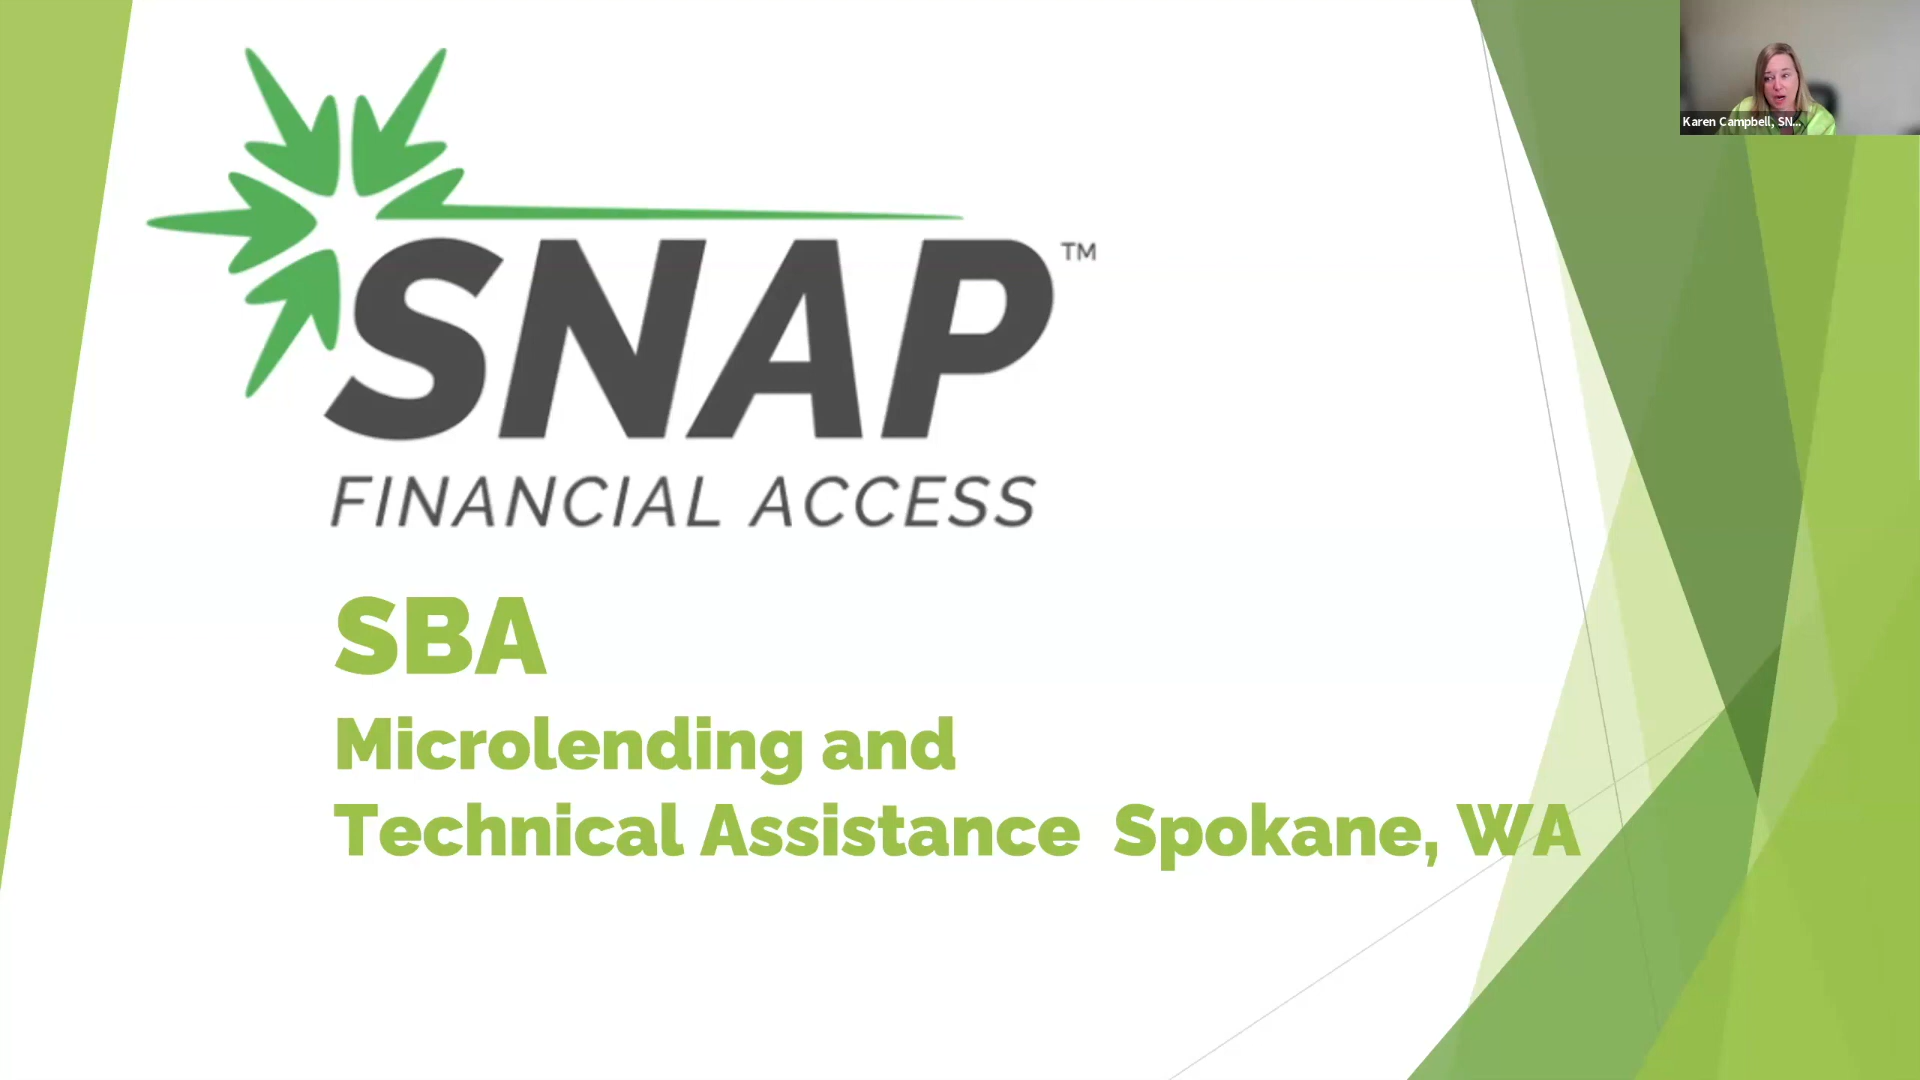 Karen Campbell, SN...
SNAP™
FINANCIAL ACCESS
SBA
Microlending and
Technical Assistance Spokane, WA